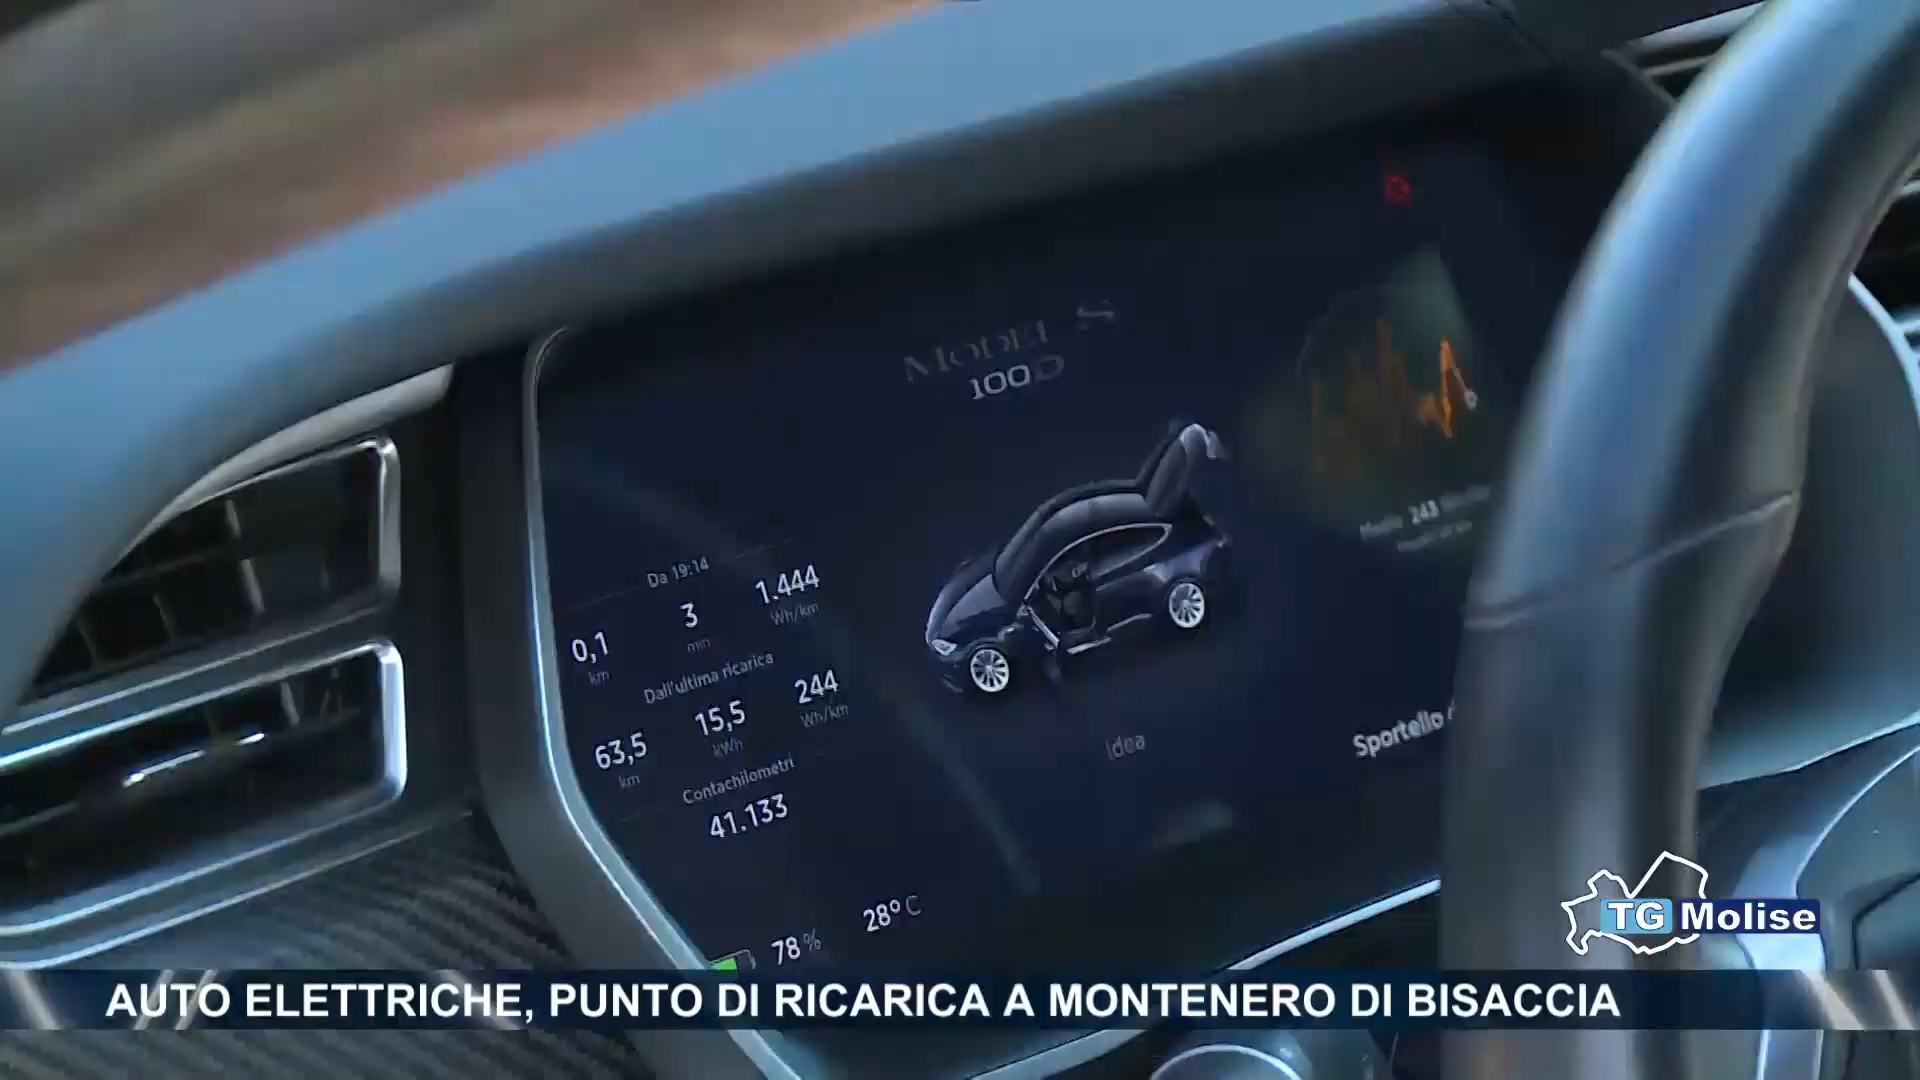 MODEL S
100D
Da 19:14
0,1 km
3 min
1.444 Wh/km
Dall'ultima ricarica
63,5 km
15,5 kWh
244 Wh/km
Contachilometri
41.133
243
idea
Sportello
78 %
28° C
TG Molise
AUTO ELETTRICHE, PUNTO DI RICARICA A MONTENERO DI BISACCIA